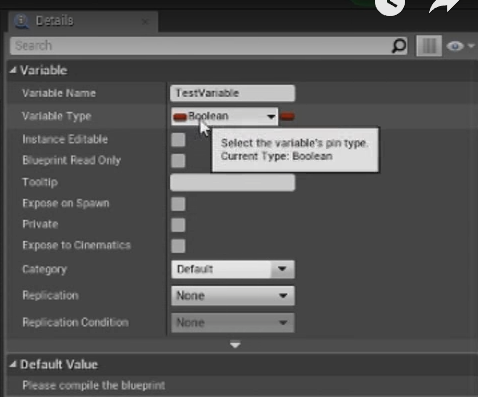 Details
Search
Variable
Variable Name TestVariable
Variable Type Boolean
Select the variable's pin type.
Current Type: Boolean
Instance Editable
Blueprint Read Only
Tooltip
Expose on Spawn
Private
Expose to Cinematics
Category Default
Replication None
Replication Condition None
Default Value
Please compile the blueprint